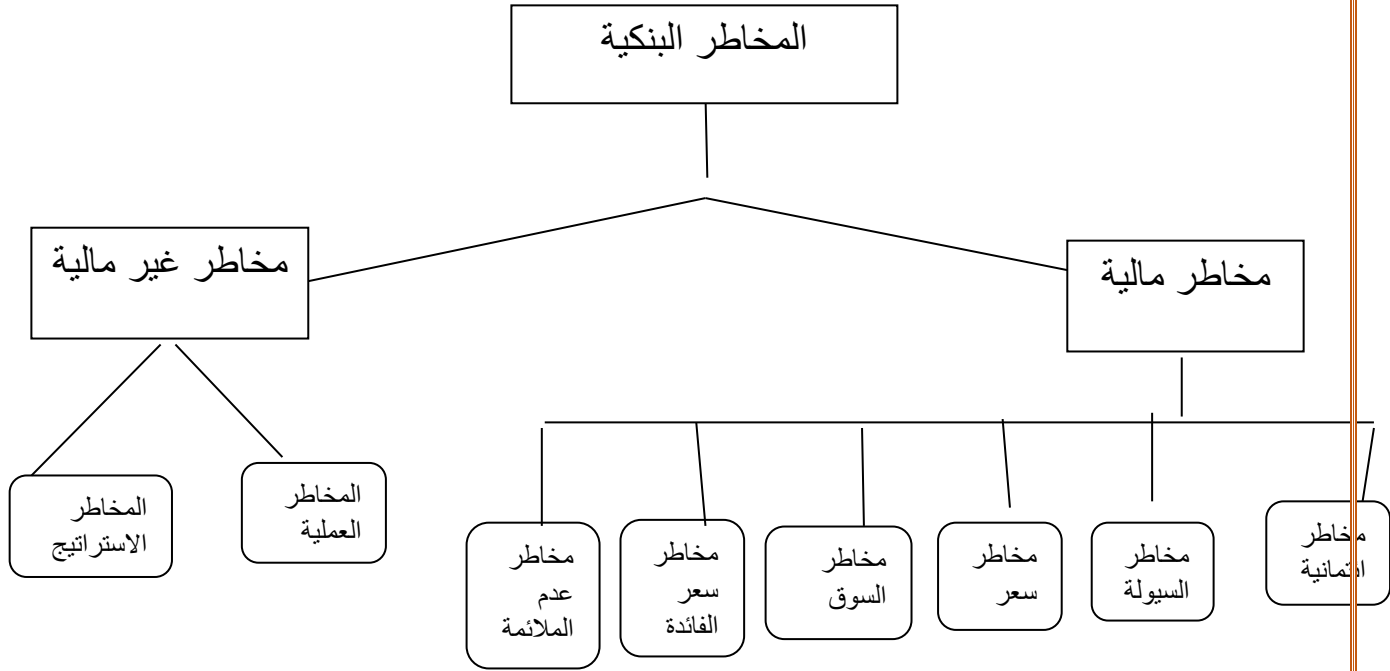 المخاطر البنكية
مخاطر مالية
مخاطر غير مالية
مخاطر
ائتمانية
مخاطر
السيولة
مخاطر
سعر
مخاطر
السوق
مخاطر
سعر
الفائدة
مخاطر
عدم
الملائمة
المخاطر
العملية
المخاطر
الاستراتيج